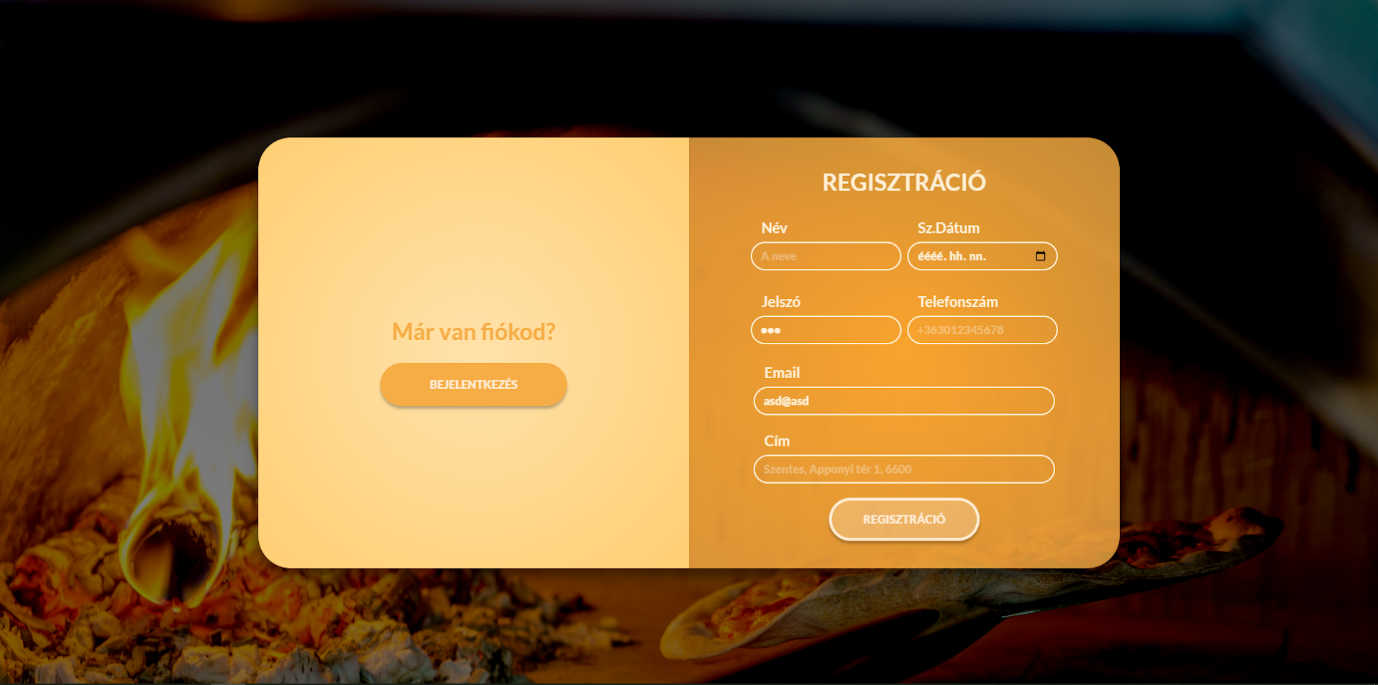 Már van fiókod?
BEJELENTKEZÉS
REGISZTRÁCIÓ
Név
Sz.Dátum
A neve
éééé. hh. nn.
Jelszó
Telefonszám
●●●
+363012345678
Email
asd@asd
Cím
Szentes, Apponyi tér 1, 6600
REGISZTRÁCIÓ